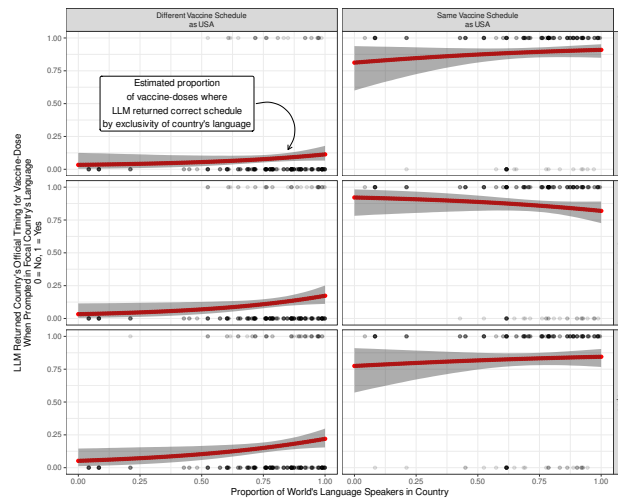 Different Vaccine Schedule
as USA
Same Vaccine Schedule
as USA
LLM Returned Country's Official Timing for Vaccine-Dose
When Prompted in Focal Country's Language
0 = No, 1 = Yes
1.00
0.75
0.50
0.25
0.00
Estimated proportion
of vaccine-doses where
LLM returned correct schedule
by exclusivity of country's language
1.00
0.75
0.50
0.25
0.00
1.00
0.75
0.50
0.25
0.00
0.00 0.25 0.50 0.75 1.00 0.00 0.25 0.50 0.75 1.00
Proportion of World's Language Speakers in Country